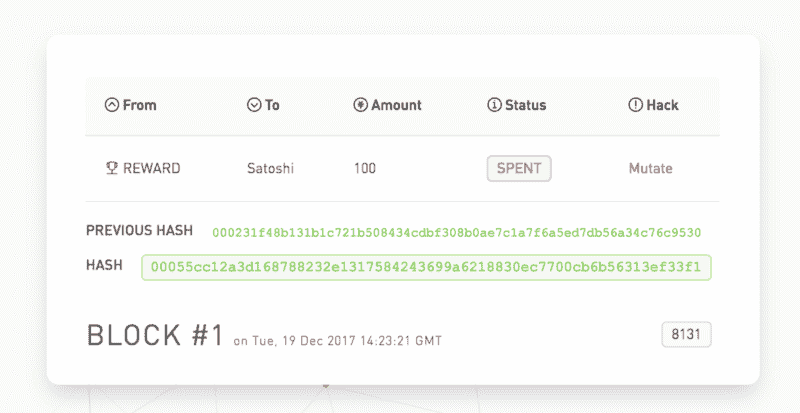 From To Amount Status Hack
REWARD Satoshi 100 SPENT Mutate
PREVIOUS HASH 000231f48b131b1c721b508434cdbf308b0ae7c1a7f6a5ed7db56a34c76c9530
HASH 00055cc12a3d168788232e1317584243699a6218830ec7700cb6b56313ef33f1
BLOCK #1 on Tue, 19 Dec 2017 14:23:21 GMT 8131